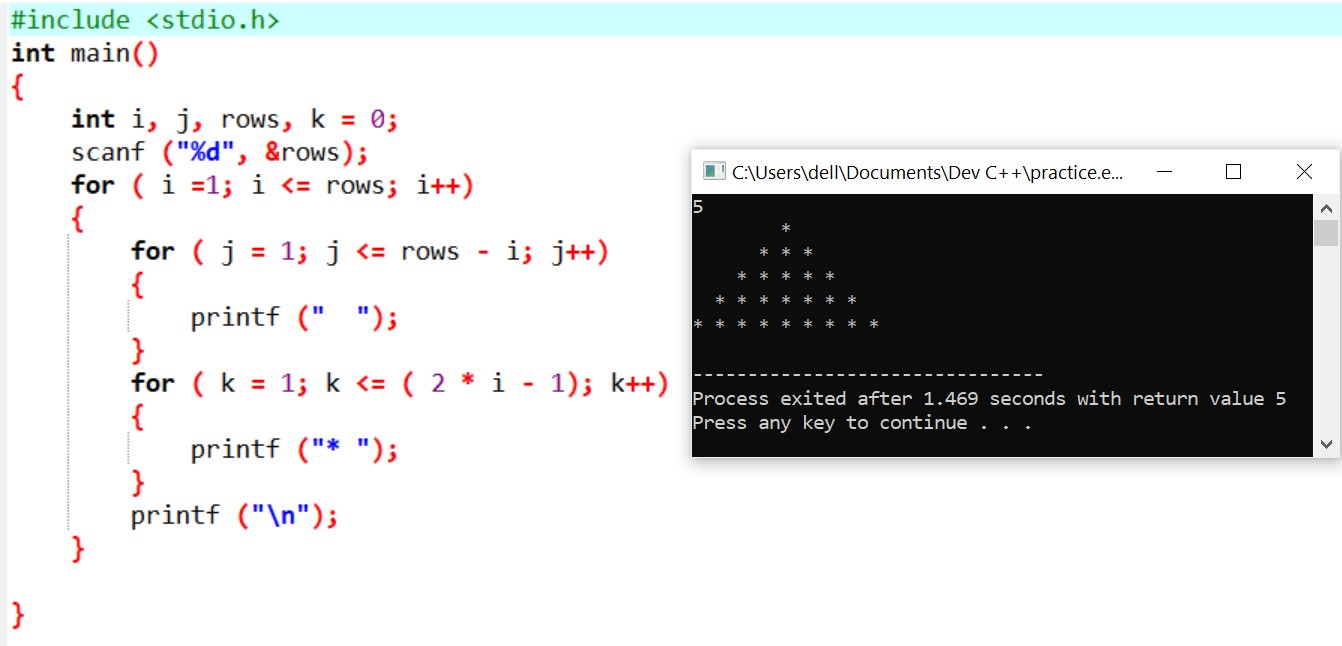 #include <stdio.h>
int main()
{
    int i, j, rows, k = 0;
    scanf ("%d", &rows);
    for ( i =1; i <= rows; i++)
    {
        for ( j = 1; j <= rows - i; j++)
        {
            printf ("  ");
        }
        for ( k = 1; k <= ( 2 * i - 1); k++)
        {
            printf ("* ");
        }
        printf ("\n");
    }

}
C:\Users\dell\Documents\Dev C++\practice.e...
5
        *
      * * *
    * * * * *
  * * * * * * *
* * * * * * * * *

--------------------------------
Process exited after 1.469 seconds with return value 5
Press any key to continue . . .